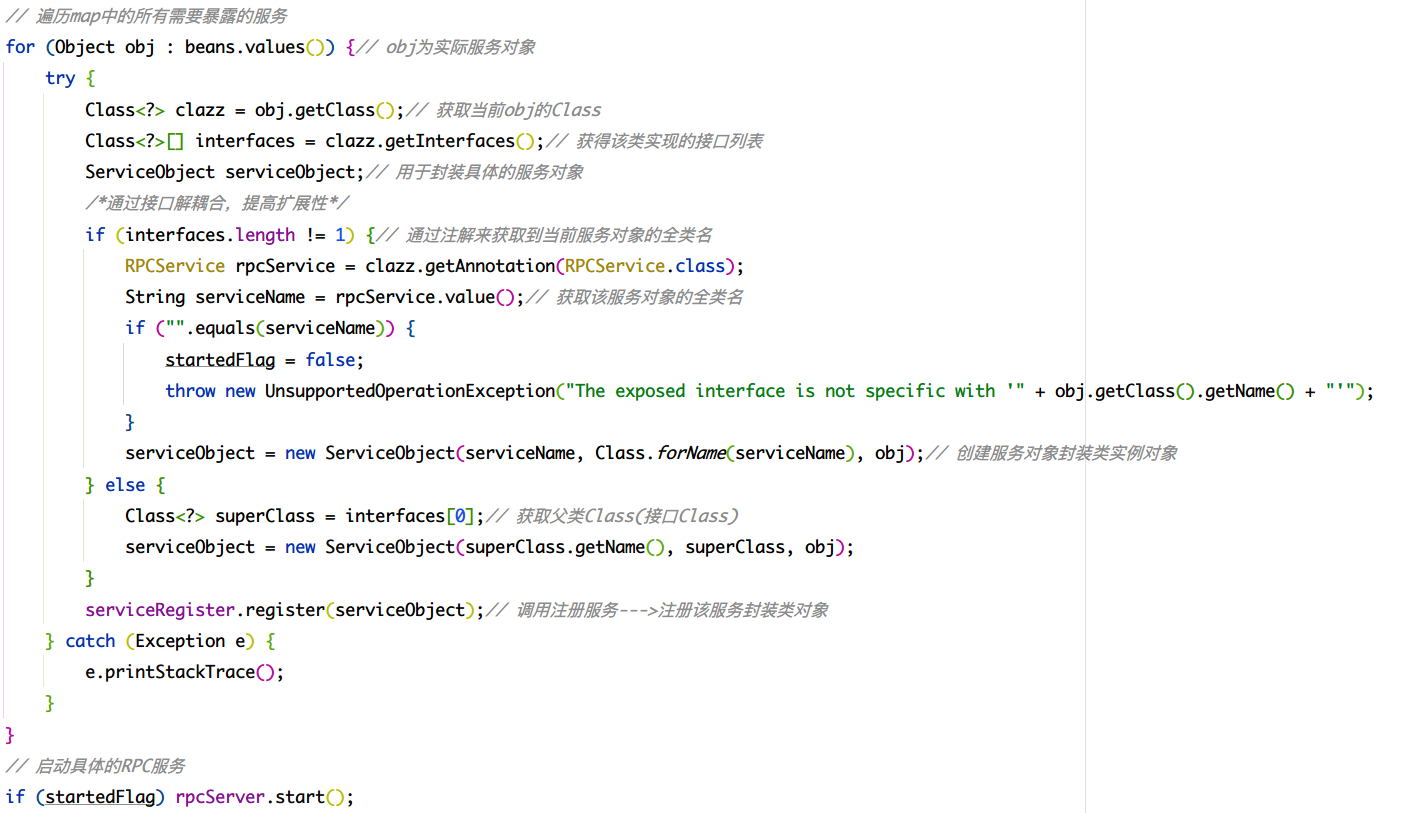 // 遍历map中的所有需要暴露的服务
for (Object obj : beans.values()) {// obj为实际服务对象
    try {
        Class<?> clazz = obj.getClass();// 获取当前obj的Class
        Class<?>[] interfaces = clazz.getInterfaces();// 获得该类实现的接口列表
        ServiceObject serviceObject;// 用于封装具体的服务对象
        /*通过接口解耦合，提高扩展性*/
        if (interfaces.length != 1) {// 通过注解来获取到当前服务对象的全类名
            RPCService rpcService = clazz.getAnnotation(RPCService.class);
            String serviceName = rpcService.value();// 获取该服务对象的全类名
            if ("".equals(serviceName)) {
                startedFlag = false;
                throw new UnsupportedOperationException("The exposed interface is not specific with '" + obj.getClass().getName() + "'");
            }
            serviceObject = new ServiceObject(serviceName, Class.forName(serviceName), obj);// 创建服务对象封装类实例对象
        } else {
            Class<?> superClass = interfaces[0];// 获取父类Class(接口Class)
            serviceObject = new ServiceObject(superClass.getName(), superClass, obj);
        }
        serviceRegister.register(serviceObject);// 调用注册服务--->注册该服务封装类对象
    } catch (Exception e) {
        e.printStackTrace();
    }
}
// 启动具体的RPC服务
if (startedFlag) rpcServer.start();